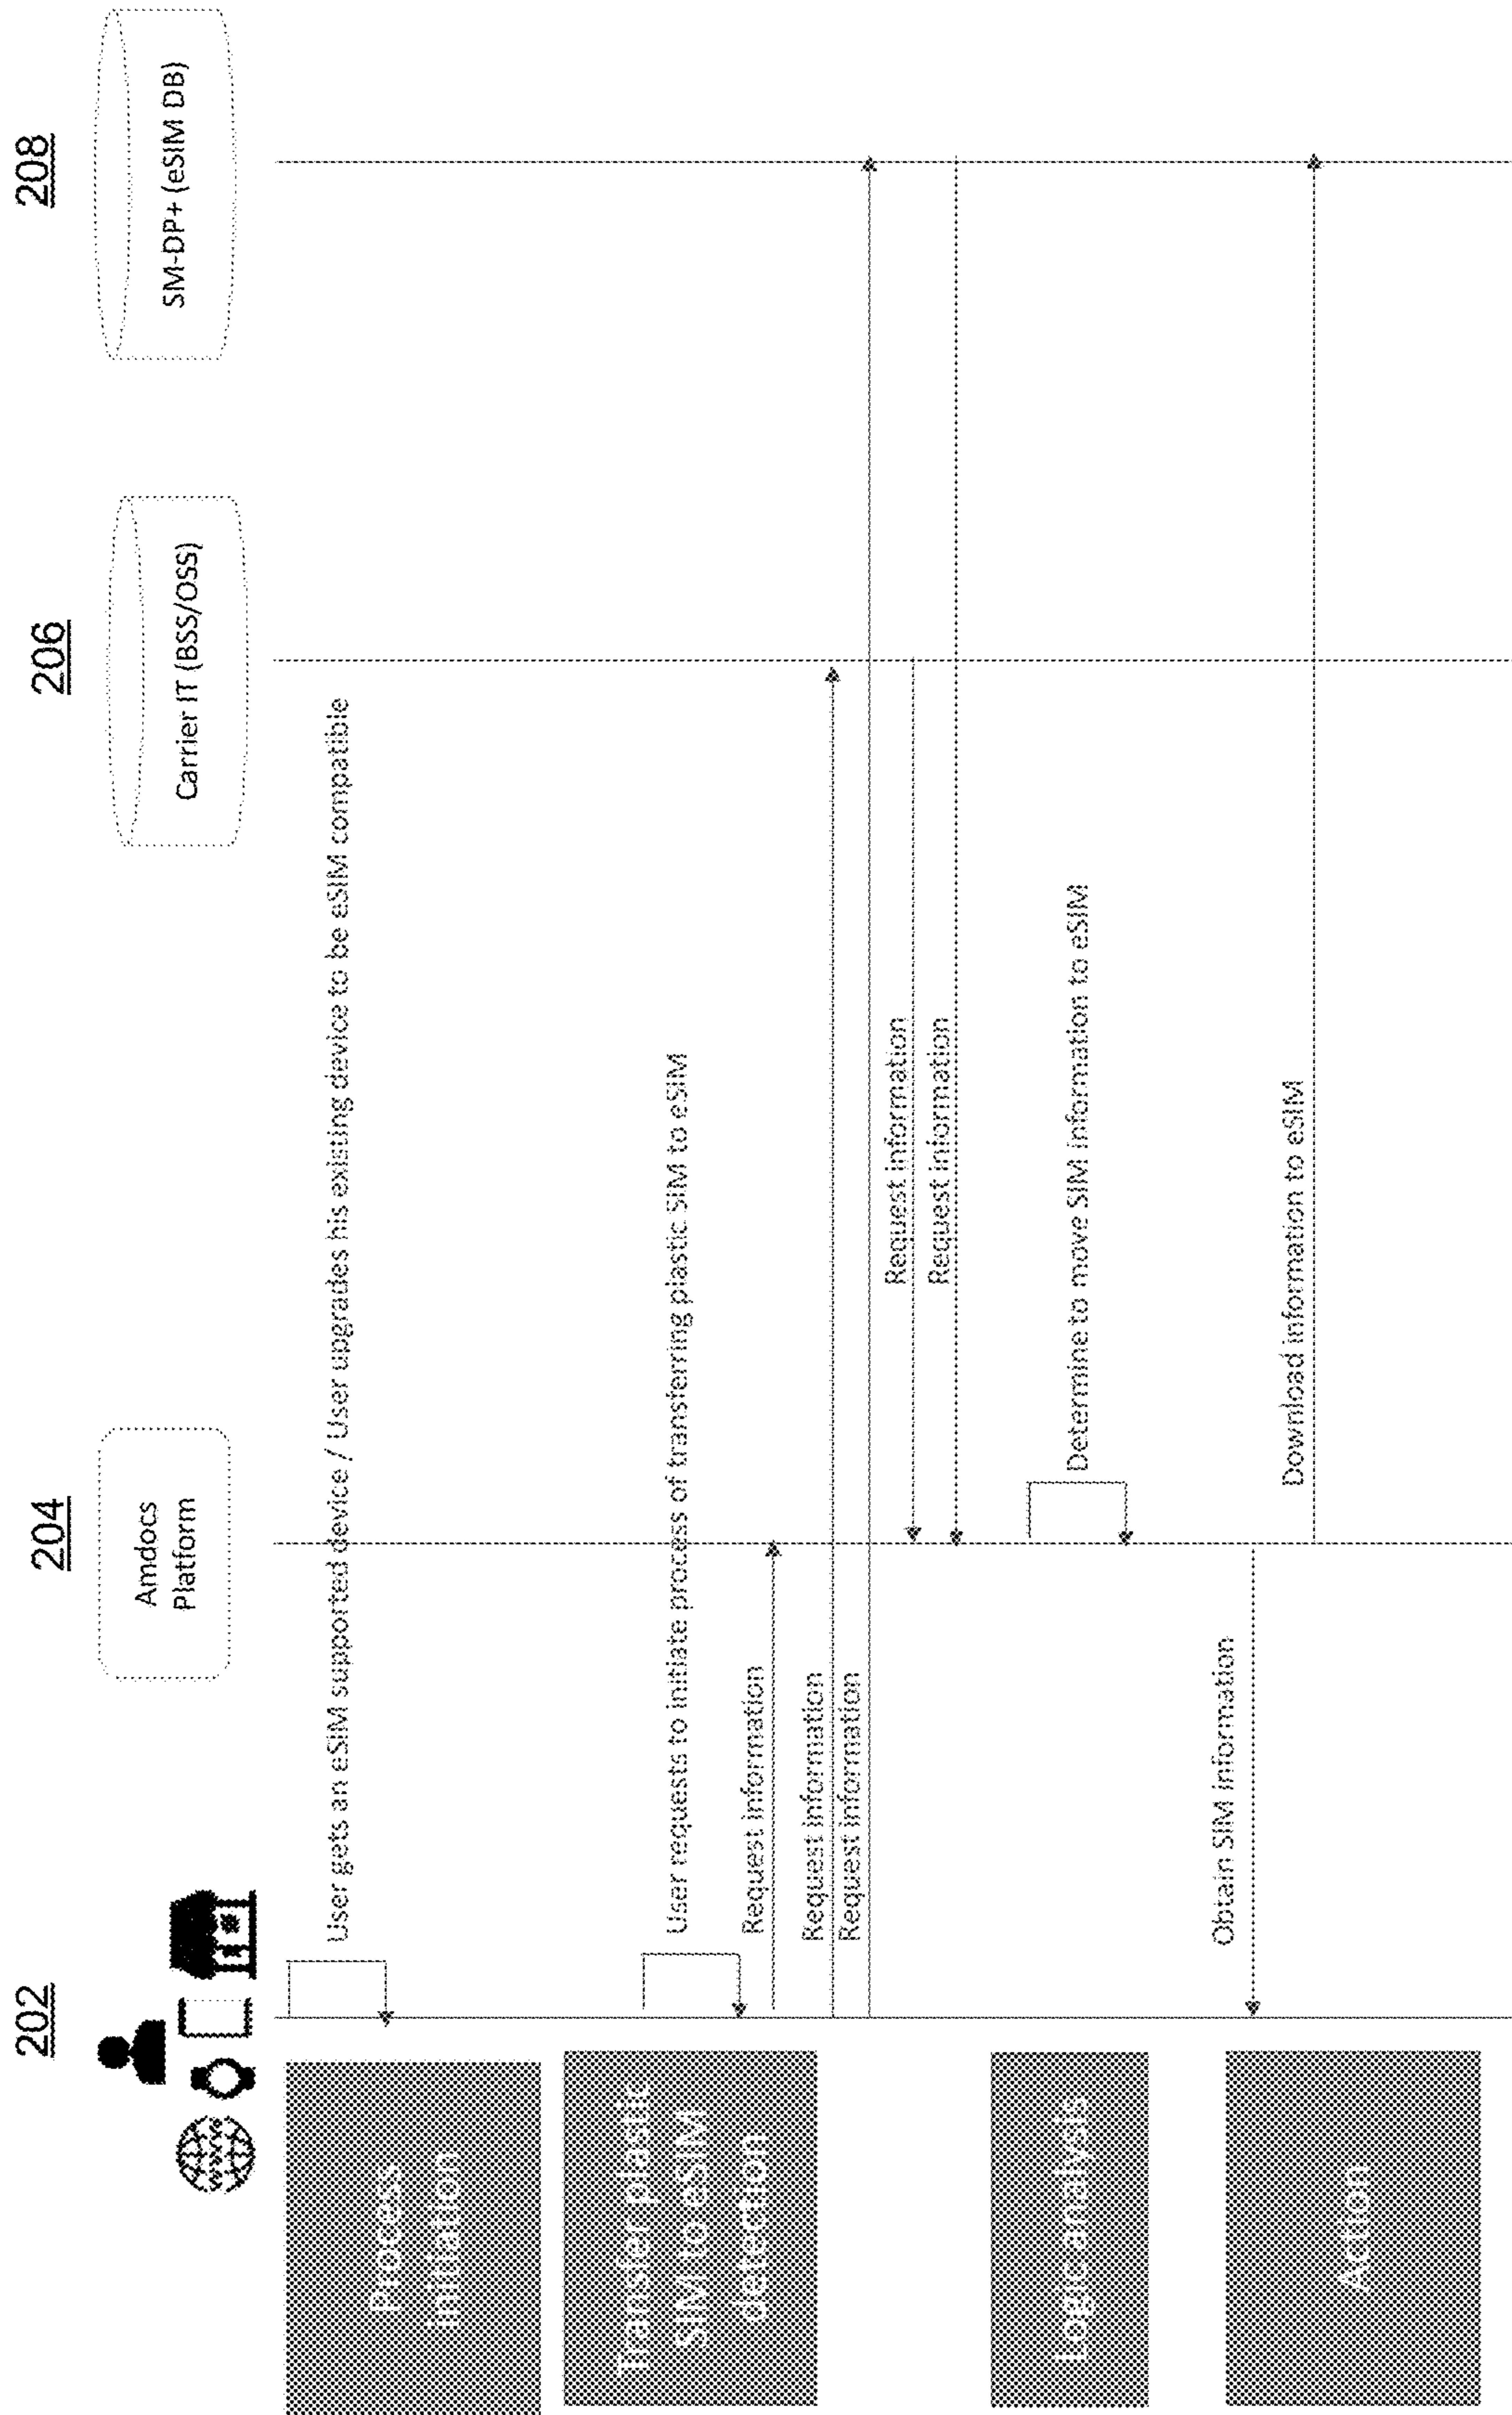 202
204
206
208
Amdocs
Platform
Carrier IT (BSS/OSS)
SM-DP+ (eSIM DB)
www
Process
initiation
User gets an eSIM supported device / User upgrades his existing device to be eSIM compatible
Transfer plastic
SIM to eSIM
detection
User requests to initiate process of transferring plastic SIM to eSIM
Request information
Request information
Request information
Request information
Request information
Logic analysis
Determine to move SIM information to eSIM
Action
Obtain SIM information
Download information to eSIM